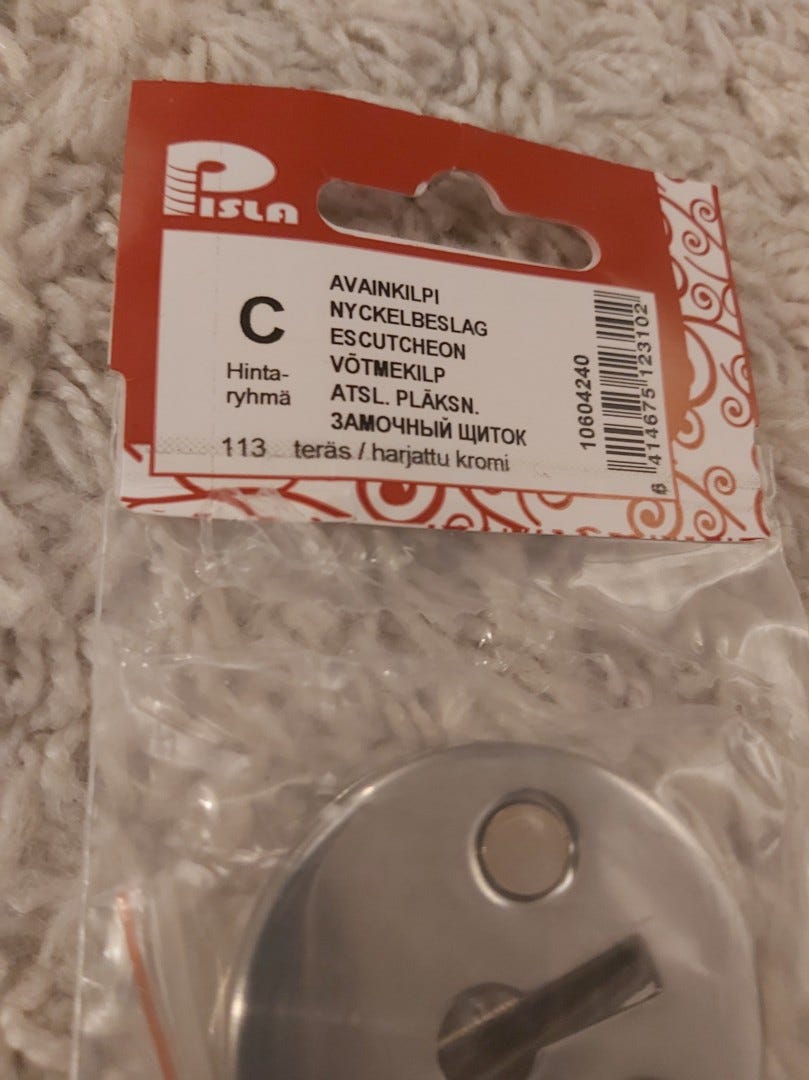 PISLA
C
Hinta-
ryhmä
AVAINKILPI
NYCKELBESLAG
ESCUTCHEON
VÕTMEKILP
ATSL. PLĀKSN.
ЗАМОЧНЫЙ ЩИТОК
113 teräs / harjattu kromi
10604240
6 414675 123102